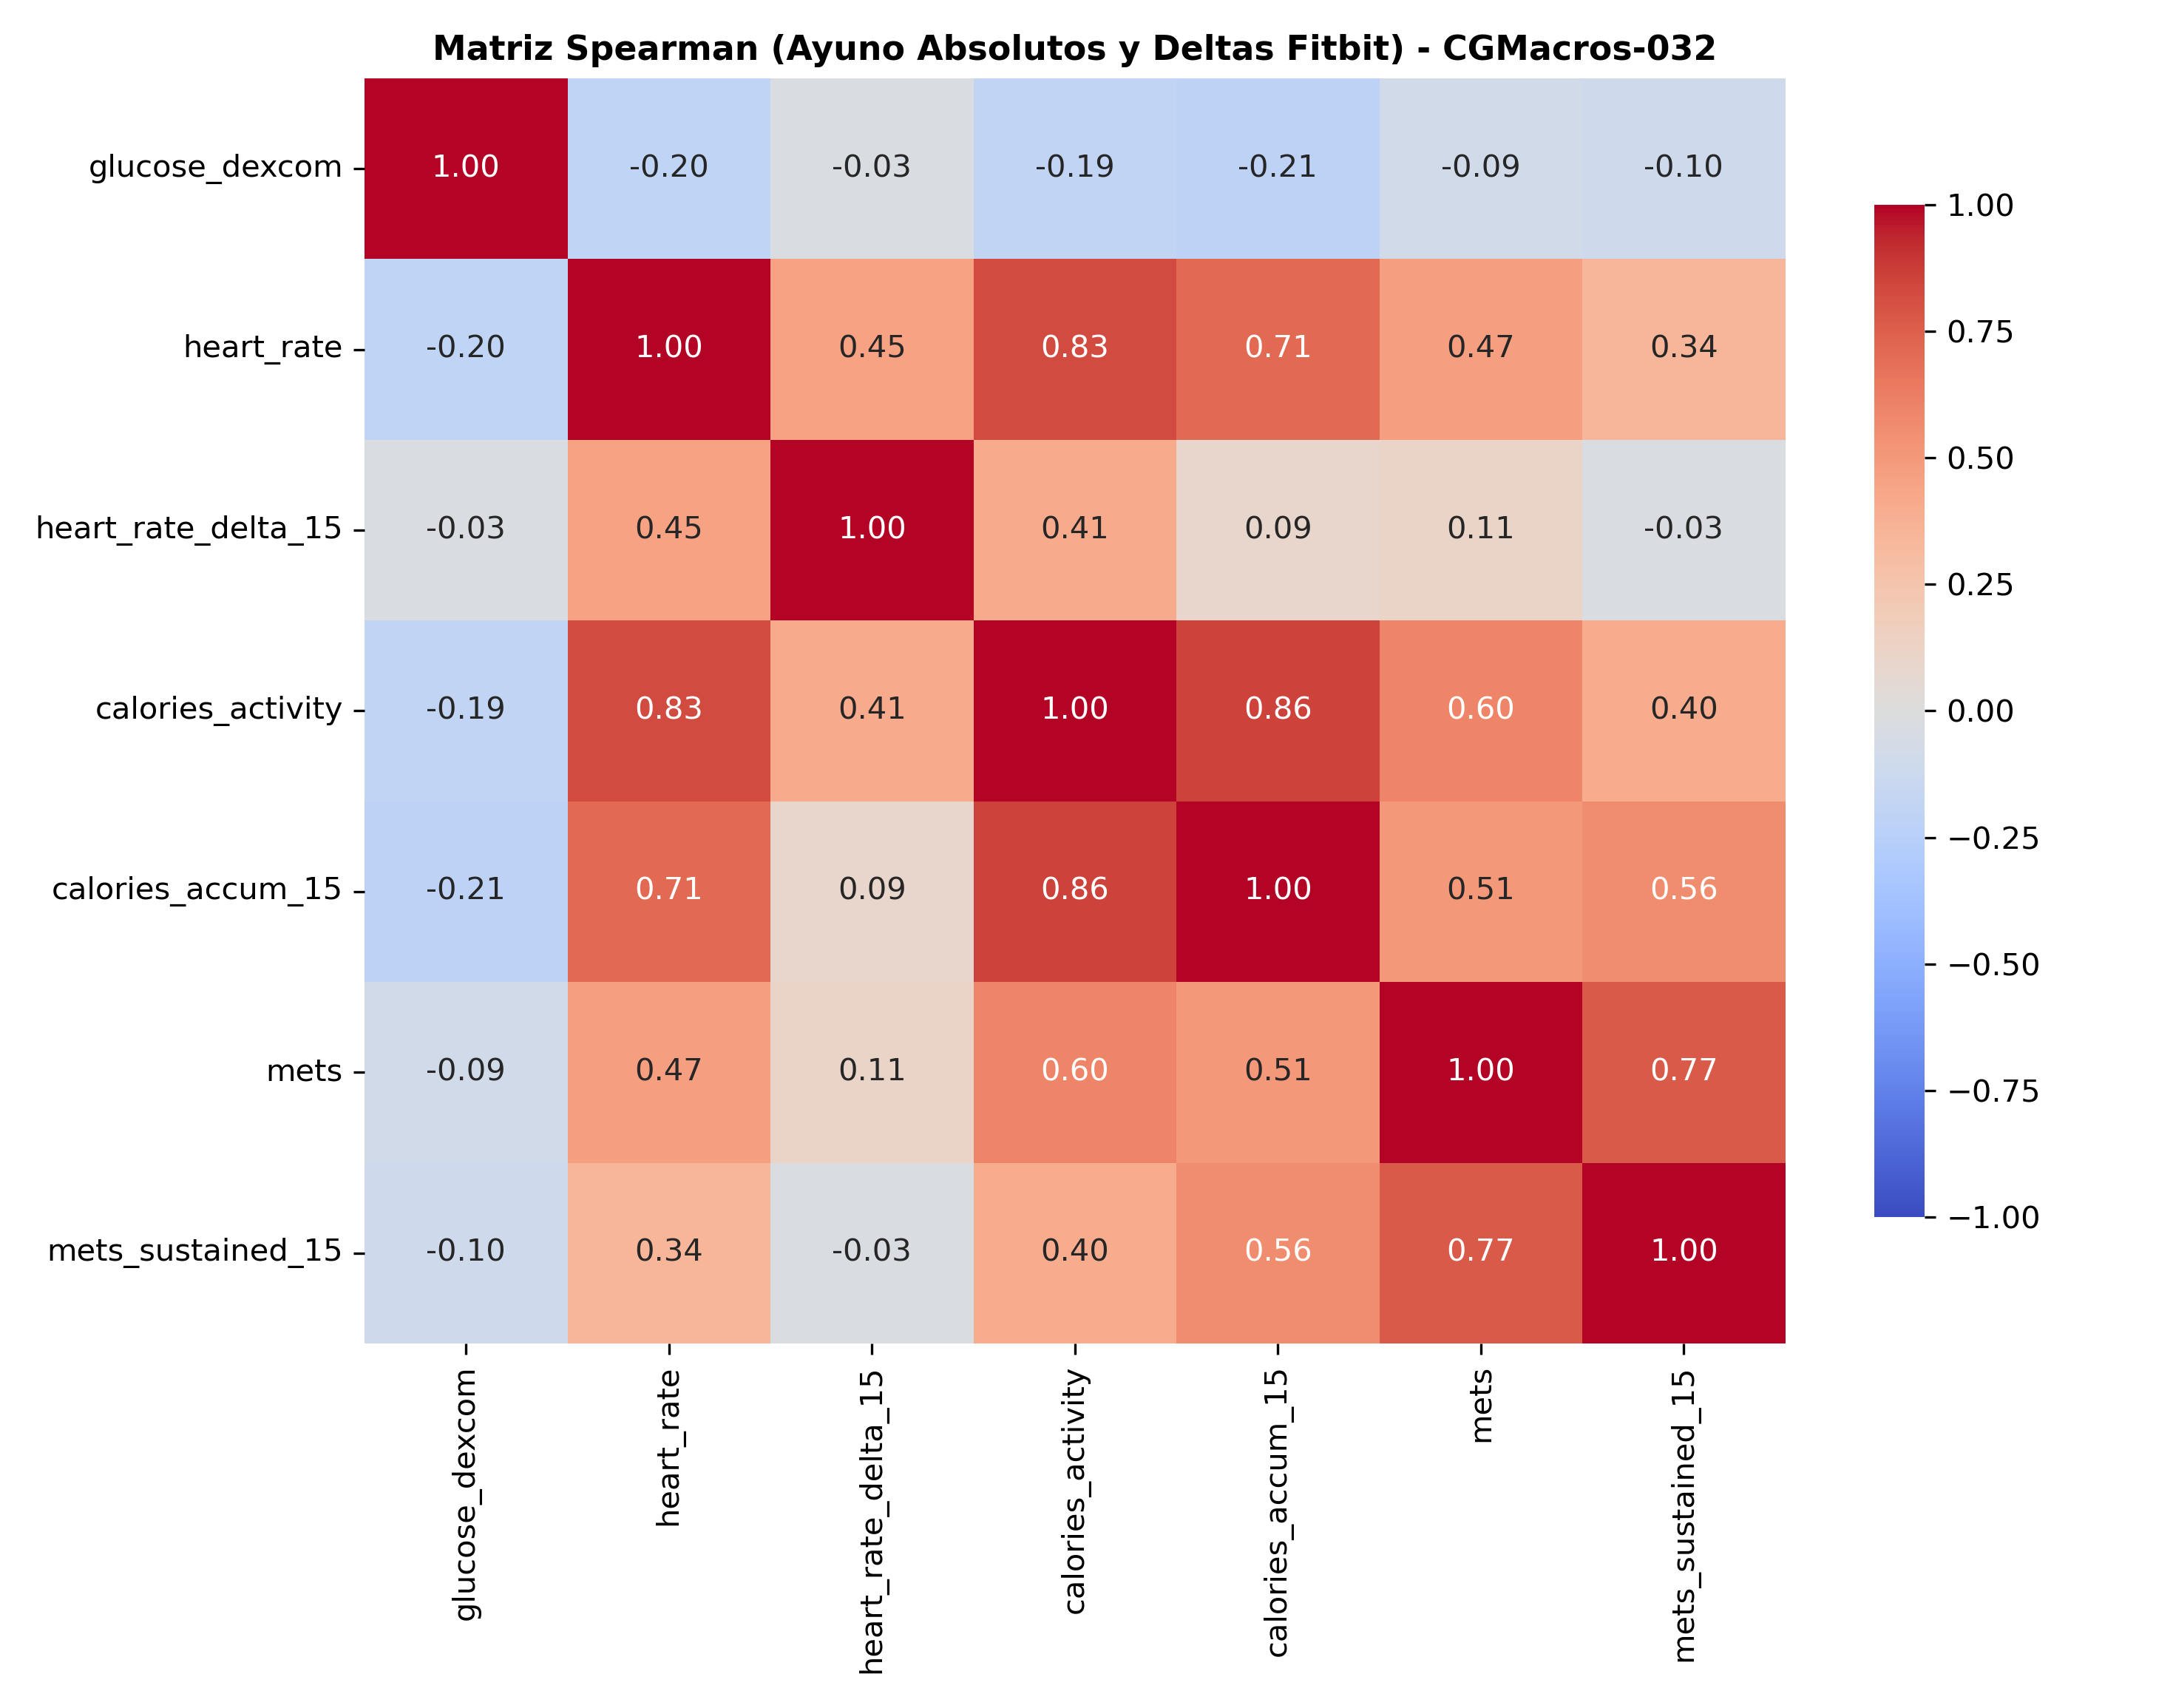 Matriz Spearman (Ayuno Absolutos y Deltas Fitbit) - CGMacros-032
glucose_dexcom 1.00 -0.20 -0.03 -0.19 -0.21 -0.09 -0.10
heart_rate -0.20 1.00 0.45 0.83 0.71 0.47 0.34
heart_rate_delta_15 -0.03 0.45 1.00 0.41 0.09 0.11 -0.03
calories_activity -0.19 0.83 0.41 1.00 0.86 0.60 0.40
calories_accum_15 -0.21 0.71 0.09 0.86 1.00 0.51 0.56
mets -0.09 0.47 0.11 0.60 0.51 1.00 0.77
mets_sustained_15 -0.10 0.34 -0.03 0.40 0.56 0.77 1.00
glucose_dexcom
heart_rate
heart_rate_delta_15
calories_activity
calories_accum_15
mets
mets_sustained_15
1.00
0.75
0.50
0.25
0.00
−0.25
−0.50
−0.75
−1.00